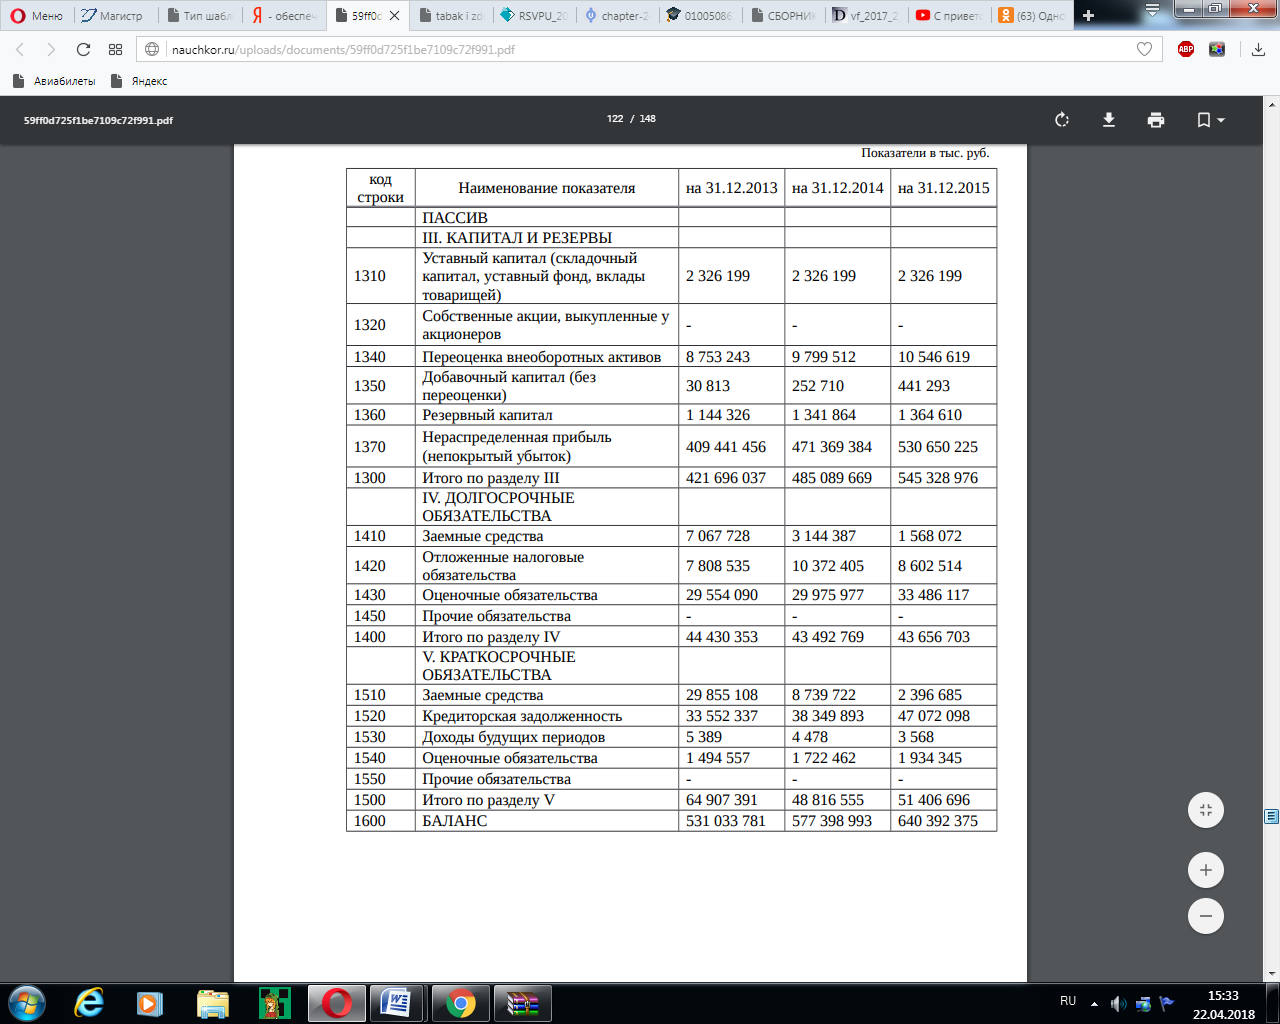 Меню
Магистр
Тип шабл
- обеспеч
59ff0d
tabak i zd
RSVPU_20
chapter-2
01005086
СБОРНИК
vf_2017_2
С привето
(63) Одно
nauchkor.ru/uploads/documents/59ff0d725f1be7109c72f991.pdf
ABP
Авиабилеты
Яндекс
59ff0d725f1be7109c72f991.pdf
122 / 148
Показатели в тыс. руб.
код строки Наименование показателя на 31.12.2013 на 31.12.2014 на 31.12.2015
ПАССИВ
III. КАПИТАЛ И РЕЗЕРВЫ
Уставный капитал (складочный
1310 капитал, уставный фонд, вклады 2 326 199 2 326 199 2 326 199
товарищей)
Собственные акции, выкупленные у
1320 акционеров - - -
1340 Переоценка внеоборотных активов 8 753 243 9 799 512 10 546 619
Добавочный капитал (без
1350 переоценки) 30 813 252 710 441 293
1360 Резервный капитал 1 144 326 1 341 864 1 364 610
Нераспределенная прибыль
1370 (непокрытый убыток) 409 441 456 471 369 384 530 650 225
1300 Итого по разделу III 421 696 037 485 089 669 545 328 976
IV. ДОЛГОСРОЧНЫЕ
ОБЯЗАТЕЛЬСТВА
1410 Заемные средства 7 067 728 3 144 387 1 568 072
Отложенные налоговые
1420 обязательства 7 808 535 10 372 405 8 602 514
1430 Оценочные обязательства 29 554 090 29 975 977 33 486 117
1450 Прочие обязательства - - -
1400 Итого по разделу IV 44 430 353 43 492 769 43 656 703
V. КРАТКОСРОЧНЫЕ
ОБЯЗАТЕЛЬСТВА
1510 Заемные средства 29 855 108 8 739 722 2 396 685
1520 Кредиторская задолженность 33 552 337 38 349 893 47 072 098
1530 Доходы будущих периодов 5 389 4 478 3 568
1540 Оценочные обязательства 1 494 557 1 722 462 1 934 345
1550 Прочие обязательства - - -
1500 Итого по разделу V 64 907 391 48 816 555 51 406 696
1600 БАЛАНС 531 033 781 577 398 993 640 392 375
RU
15:33
22.04.2018